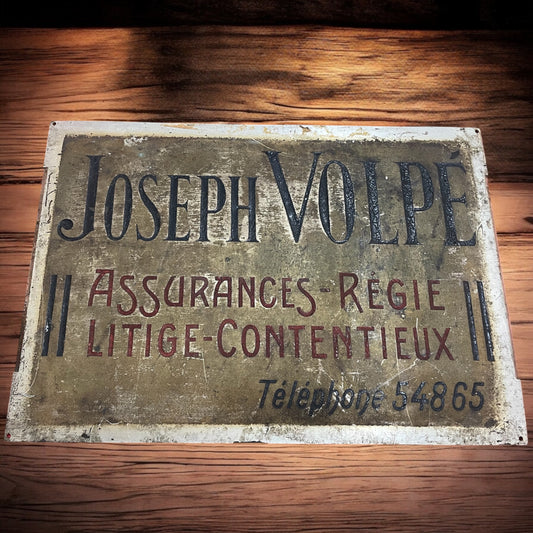 JOSEPH VOLPÉ
ASSURANCES-RÉGIE
LITIGE-CONTENTIEUX
Téléphone 54865